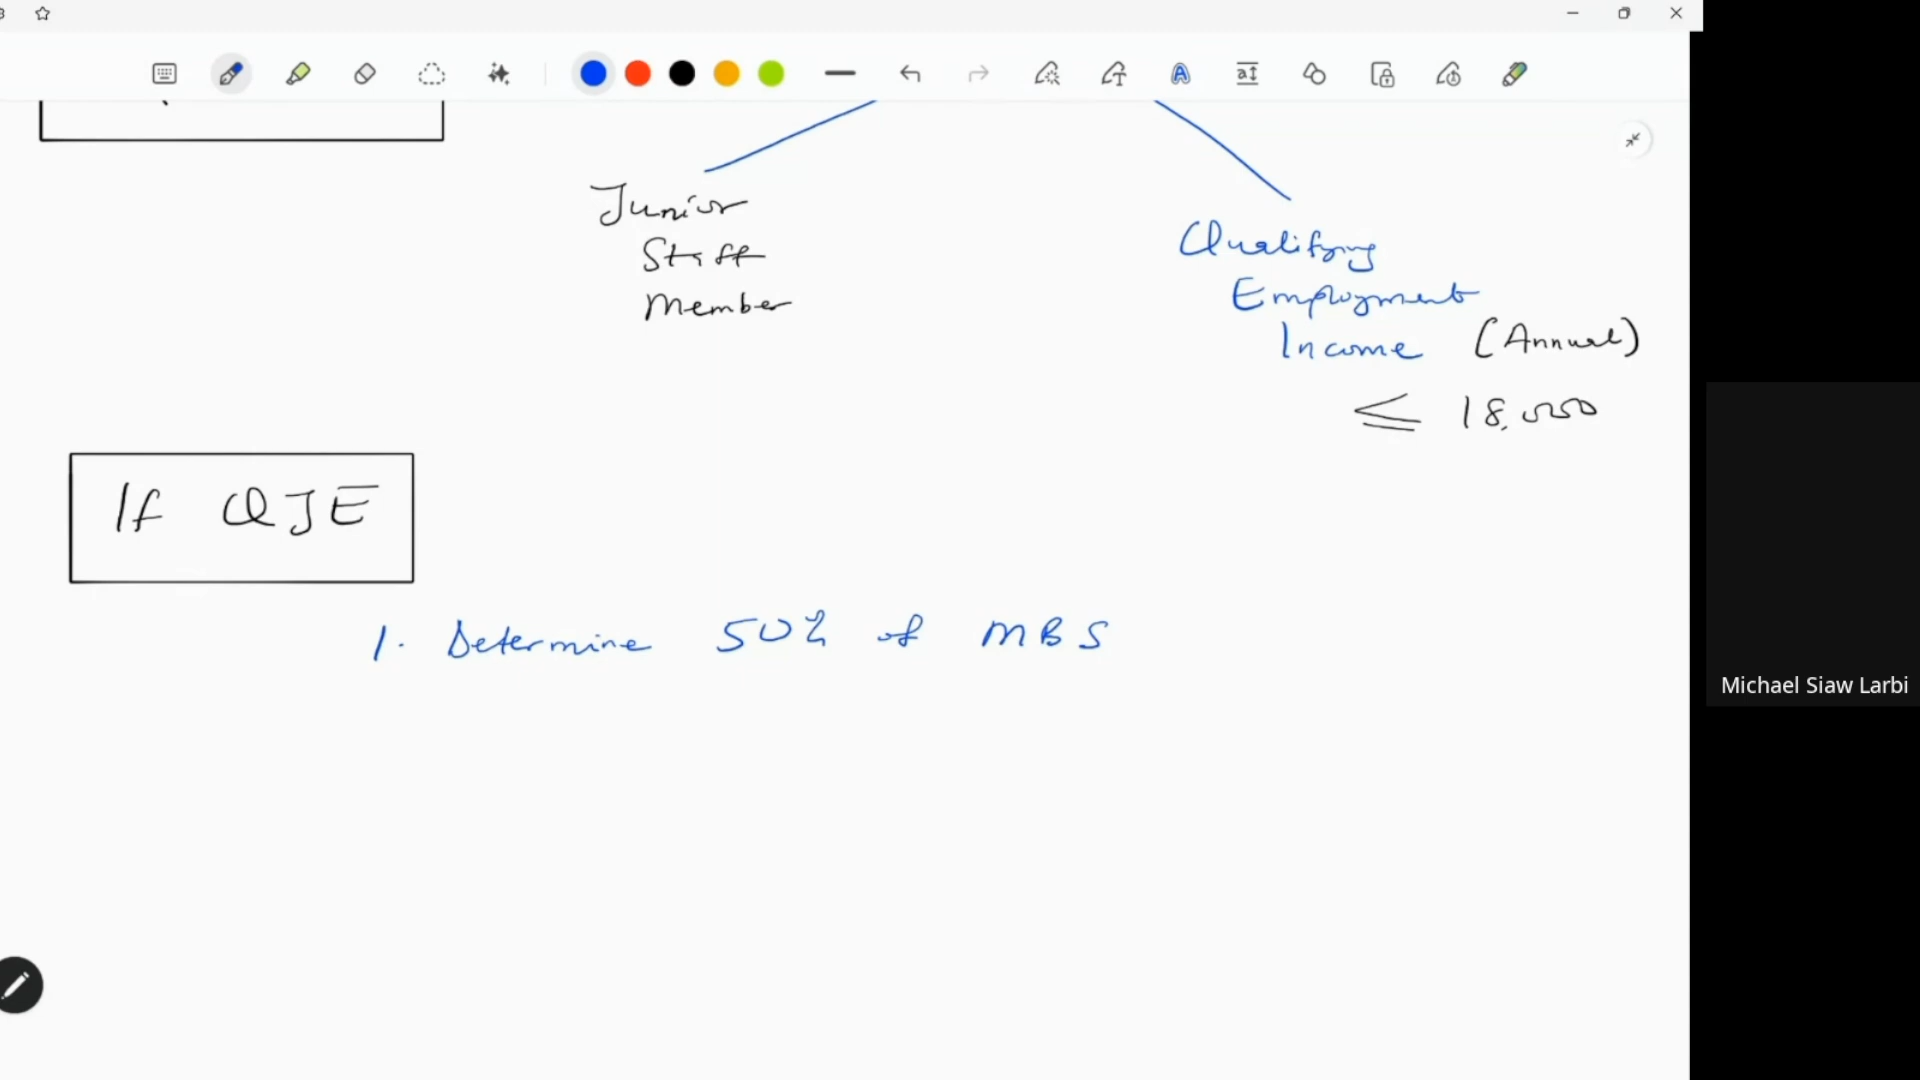 Junior
Staff
Member
Qualifying
Employment
Income (Annual)
≤ 18,000
If QJE
1. Determine 50% of MBS
Michael Siaw Larbi